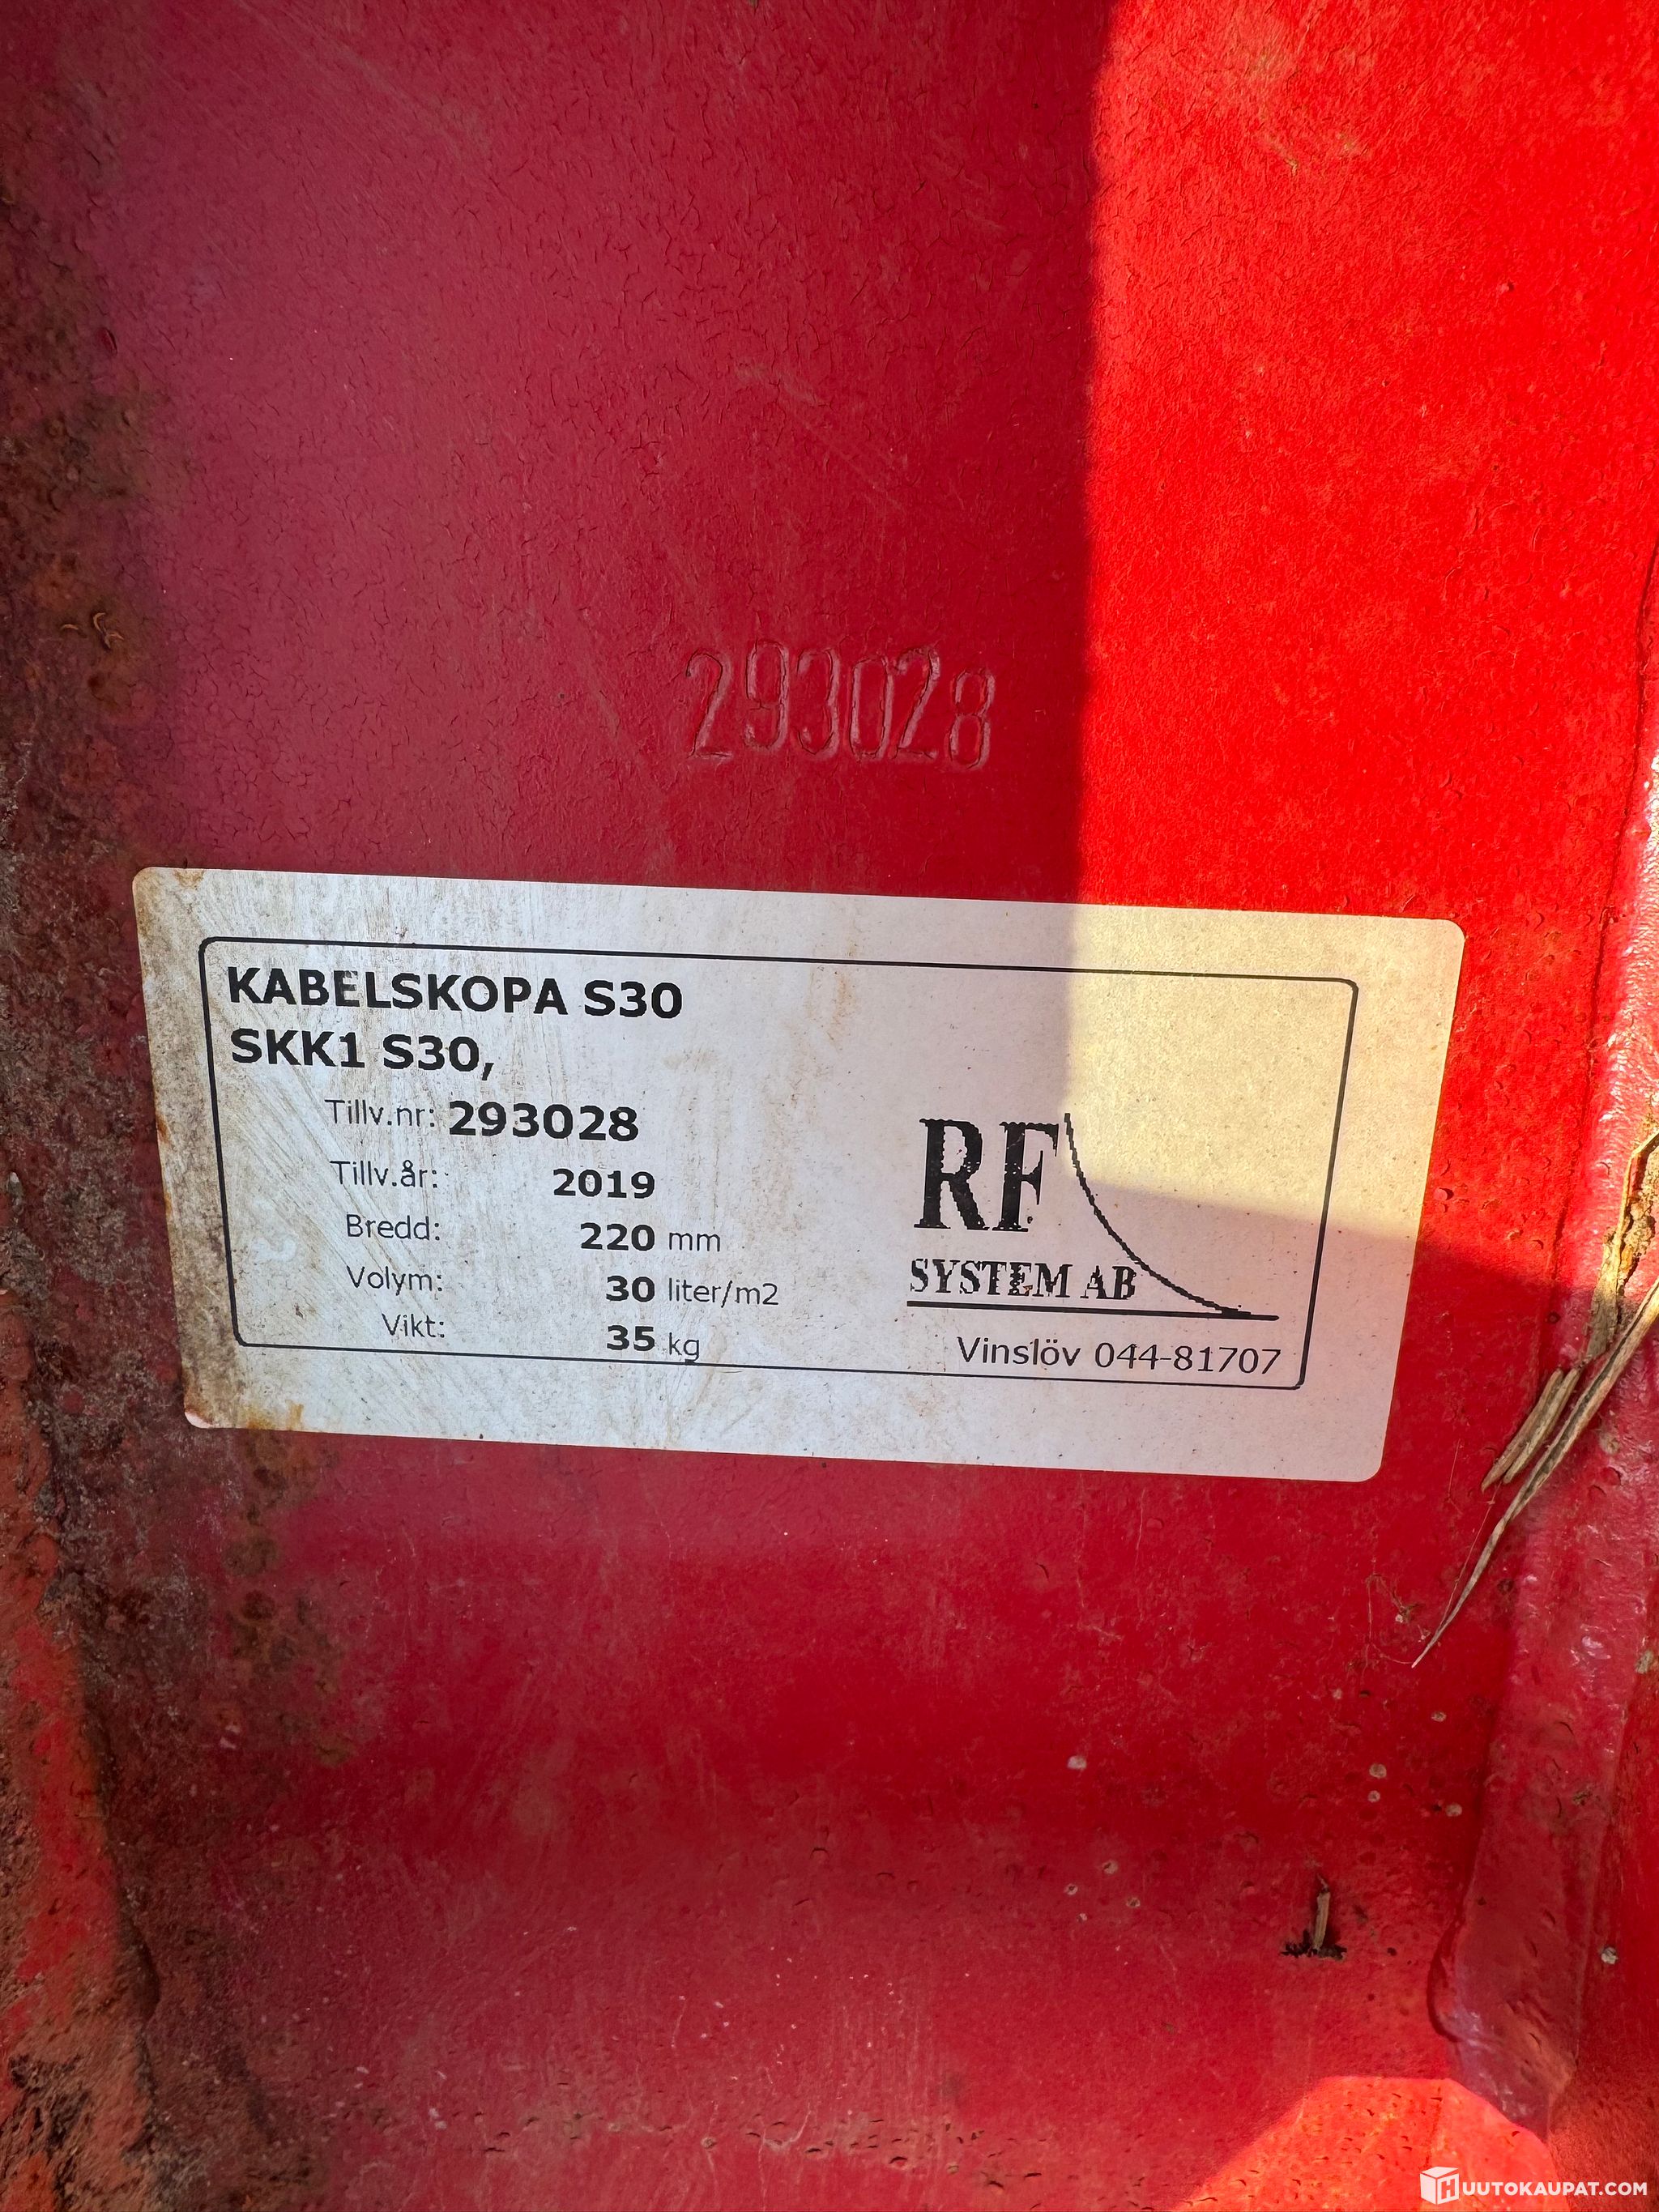 293028
KABELSKOPA S30
SKK1 S30,
Tillv.nr: 293028
Tillv.år: 2019
Bredd: 220 mm
Volym: 30 liter/m2
Vikt: 35 kg
RF
SYSTEM AB
Vinslöv 044-81707
HUUTOKAUPAT.COM